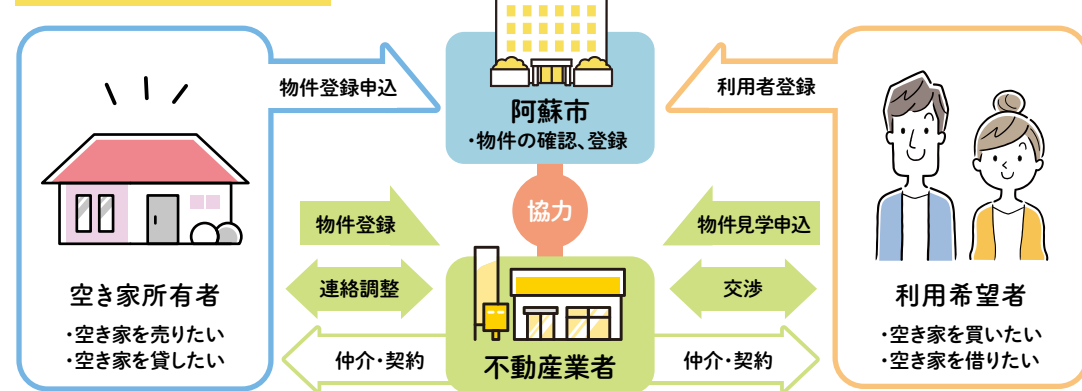 物件登録申込
利用者登録
阿蘇市
・物件の確認、登録
協力
物件登録
物件見学申込
連絡調整
交渉
空き家所有者
・空き家を売りたい
・空き家を貸したい
利用希望者
・空き家を買いたい
・空き家を借りたい
仲介・契約
不動産業者
仲介・契約